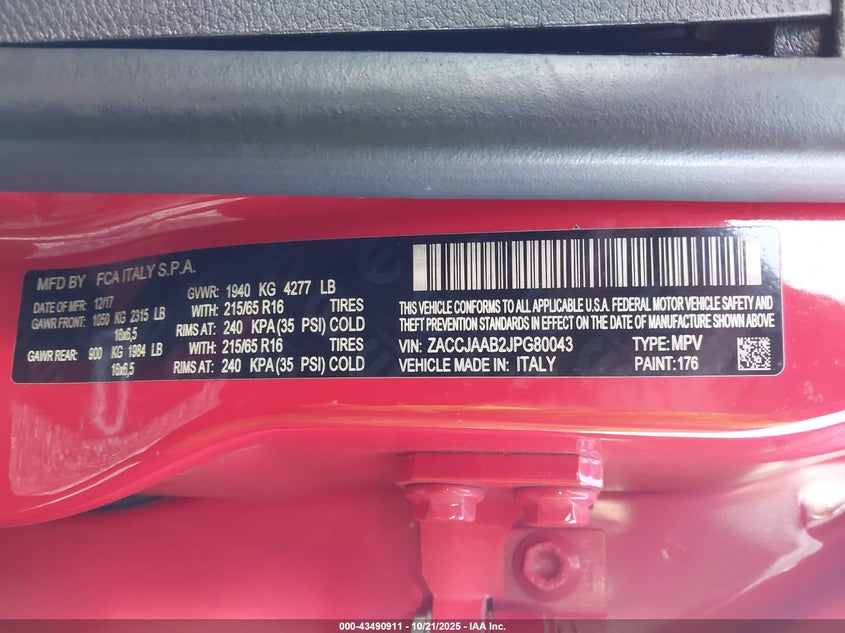 MFD BY FCA ITALY S.P.A.
DATE OF MFR: 12/17 GVWR: 1940 KG 4277 LB
GAWR FRONT: 1050 KG 2315 LB WITH: 215/65 R16 TIRES
16x6,5 RIMS AT: 240 KPA(35 PSI) COLD
GAWR REAR: 900 KG 1984 LB WITH: 215/65 R16 TIRES
16x6,5 RIMS AT: 240 KPA(35 PSI) COLD
THIS VEHICLE CONFORMS TO ALL APPLICABLE U.S.A. FEDERAL MOTOR VEHICLE SAFETY AND
THEFT PREVENTION STANDARDS IN EFFECT ON THE DATE OF MANUFACTURE SHOWN ABOVE
VIN: ZACCJAAB2JPG80043 TYPE: MPV
VEHICLE MADE IN: ITALY PAINT: 176
000-43490911 - 10/21/2025 - IAA Inc.